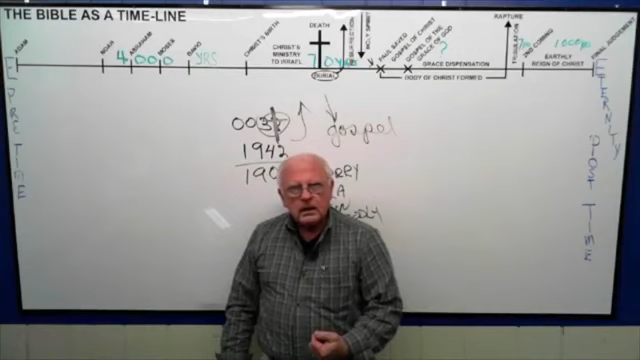 THE BIBLE AS A TIME-LINE
ADAM
NOAH
ABRAHAM
MOSES
DAVID
4000 YRS
CHRIST'S BIRTH
CHRIST'S
MINISTRY
TO ISRAEL
DEATH
BURIAL
RESURRECTION
HOLY SPIRIT
PAUL SAVED
GOSPEL OF CHRIST
GOSPEL OF THE
GRACE OF GOD
?
GRACE DISPENSATION
BODY OF CHRIST FORMED
RAPTURE
TRIBULATION
2ND COMING
EARTHLY
REIGN OF CHRIST
FINAL JUDGEMENT
PRE TIME
ETERNITY
POST TIME
gospel
1942
190